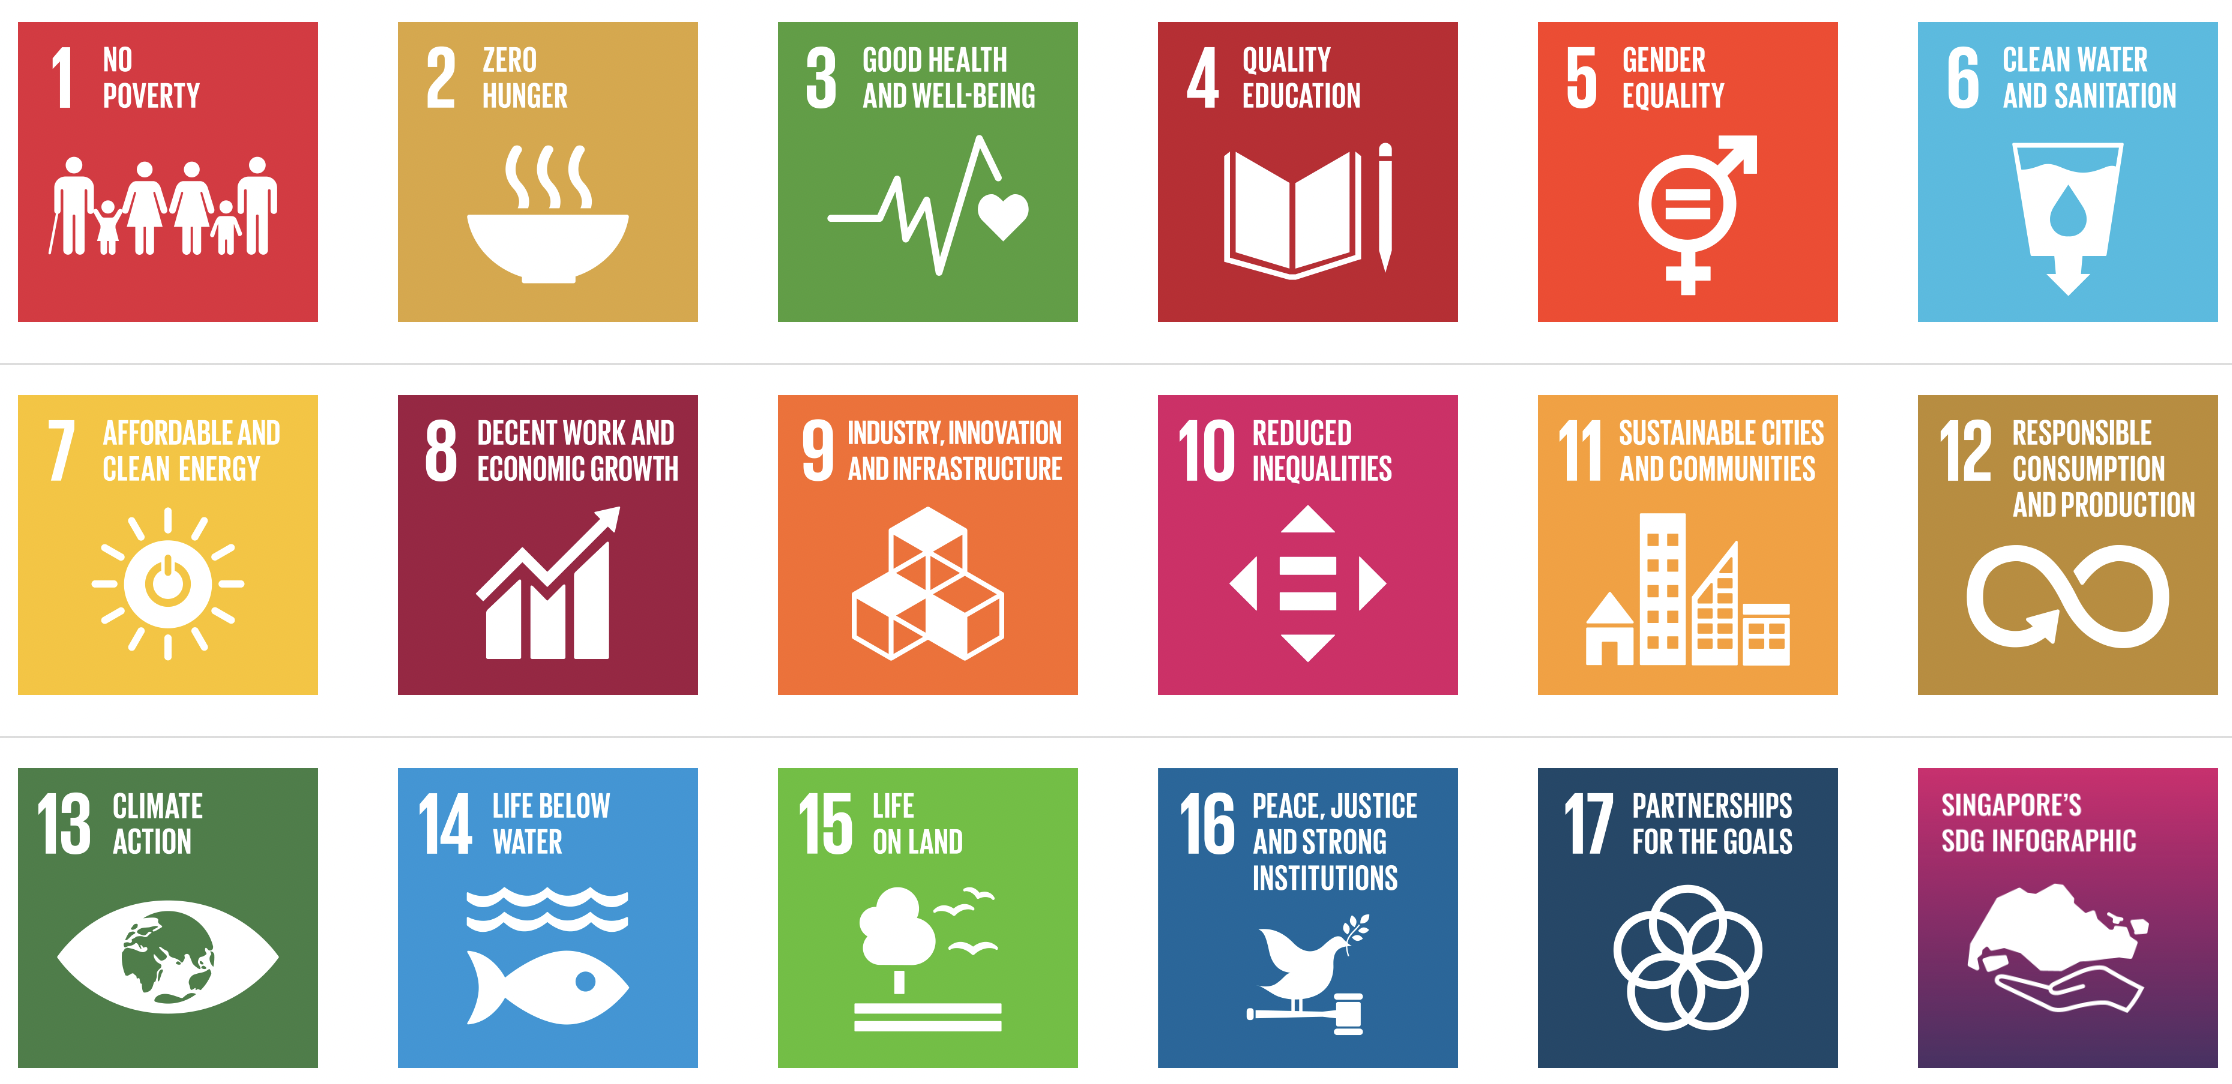 1 NO
POVERTY
2 ZERO
HUNGER
3 GOOD HEALTH
AND WELL-BEING
4 QUALITY
EDUCATION
5 GENDER
EQUALITY
6 CLEAN WATER
AND SANITATION
7 AFFORDABLE AND
CLEAN ENERGY
8 DECENT WORK AND
ECONOMIC GROWTH
9 INDUSTRY, INNOVATION
AND INFRASTRUCTURE
10 REDUCED
INEQUALITIES
11 SUSTAINABLE CITIES
AND COMMUNITIES
12 RESPONSIBLE
CONSUMPTION
AND PRODUCTION
13 CLIMATE
ACTION
14 LIFE BELOW
WATER
15 LIFE
ON LAND
16 PEACE, JUSTICE
AND STRONG
INSTITUTIONS
17 PARTNERSHIPS
FOR THE GOALS
SINGAPORE'S
SDG INFOGRAPHIC